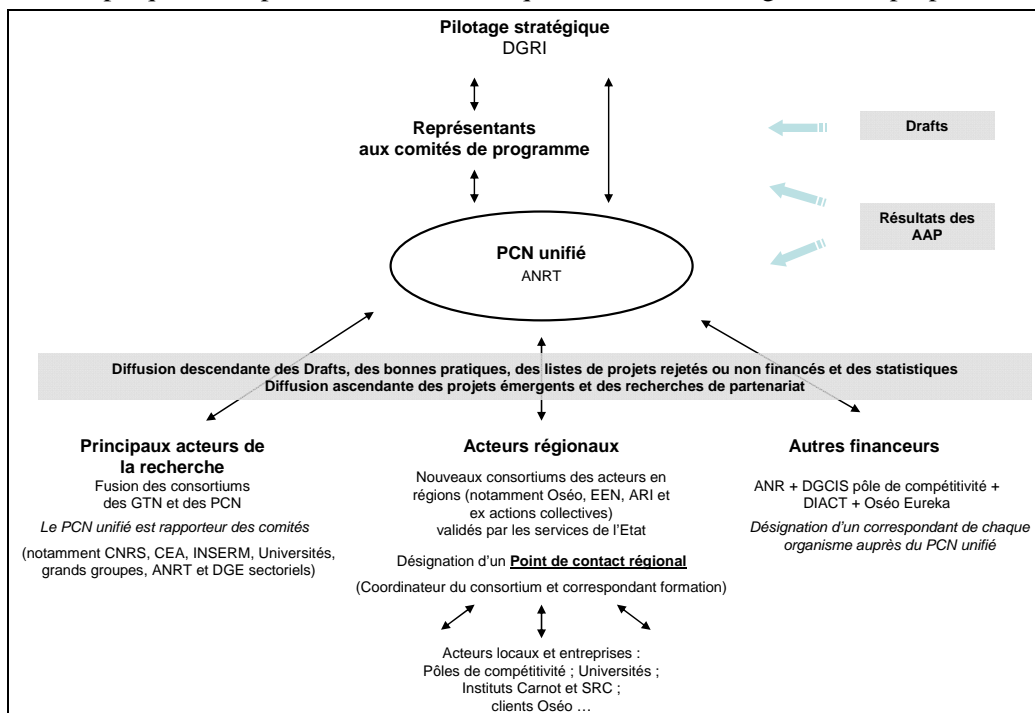 Pilotage stratégique
DGRI
Représentants
aux comités de programme
Drafts
Résultats des
AAP
PCN unifié
ANRT
Diffusion descendante des Drafts, des bonnes pratiques, des listes de projets rejetés ou non financés et des statistiques
Diffusion ascendante des projets émergents et des recherches de partenariat
Principaux acteurs de
la recherche
Fusion des consortiums
des GTN et des PCN
Le PCN unifié est rapporteur des comités
(notamment CNRS, CEA, INSERM, Universités,
grands groupes, ANRT et DGE sectoriels)
Acteurs régionaux
Nouveaux consortiums des acteurs en
régions (notamment Oséo, EEN, ARI et
ex actions collectives)
validés par les services de l'Etat
Désignation d'un Point de contact régional
(Coordinateur du consortium et correspondant formation)
Acteurs locaux et entreprises :
Pôles de compétitivité ; Universités ;
Instituts Carnot et SRC ;
clients Oséo …
Autres financeurs
ANR + DGCIS pôle de compétitivité +
DIACT + Oséo Eureka
Désignation d'un correspondant de chaque
organisme auprès du PCN unifié